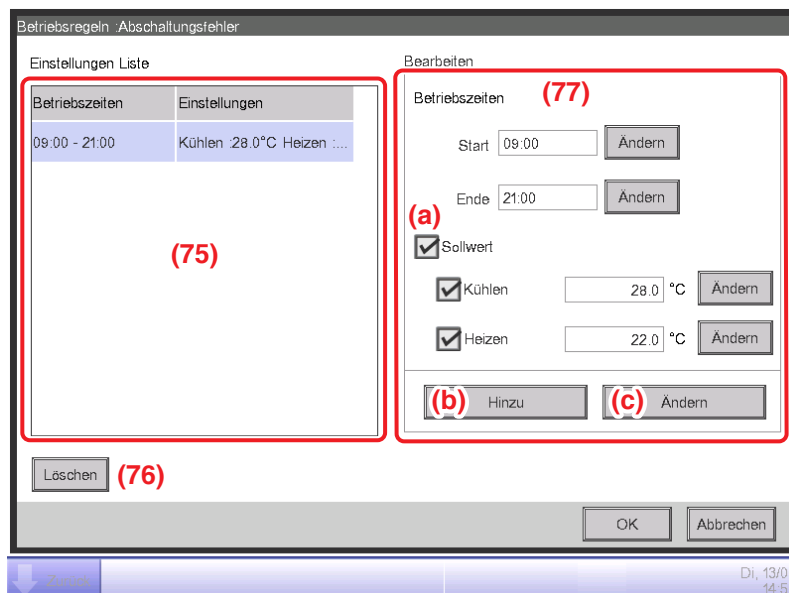 Betriebsregeln :Abschaltungsfehler
Einstellungen Liste
Betriebszeiten Einstellungen
09:00 - 21:00 Kühlen :28.0°C Heizen :...
(75)
Löschen (76)
Bearbeiten
Betriebszeiten (77)
Start 09:00 Ändern
Ende 21:00 Ändern
(a)
Sollwert
Kühlen 28.0 °C Ändern
Heizen 22.0 °C Ändern
(b) Hinzu (c) Ändern
OK Abbrechen
Zurück Di, 13/0
14:5